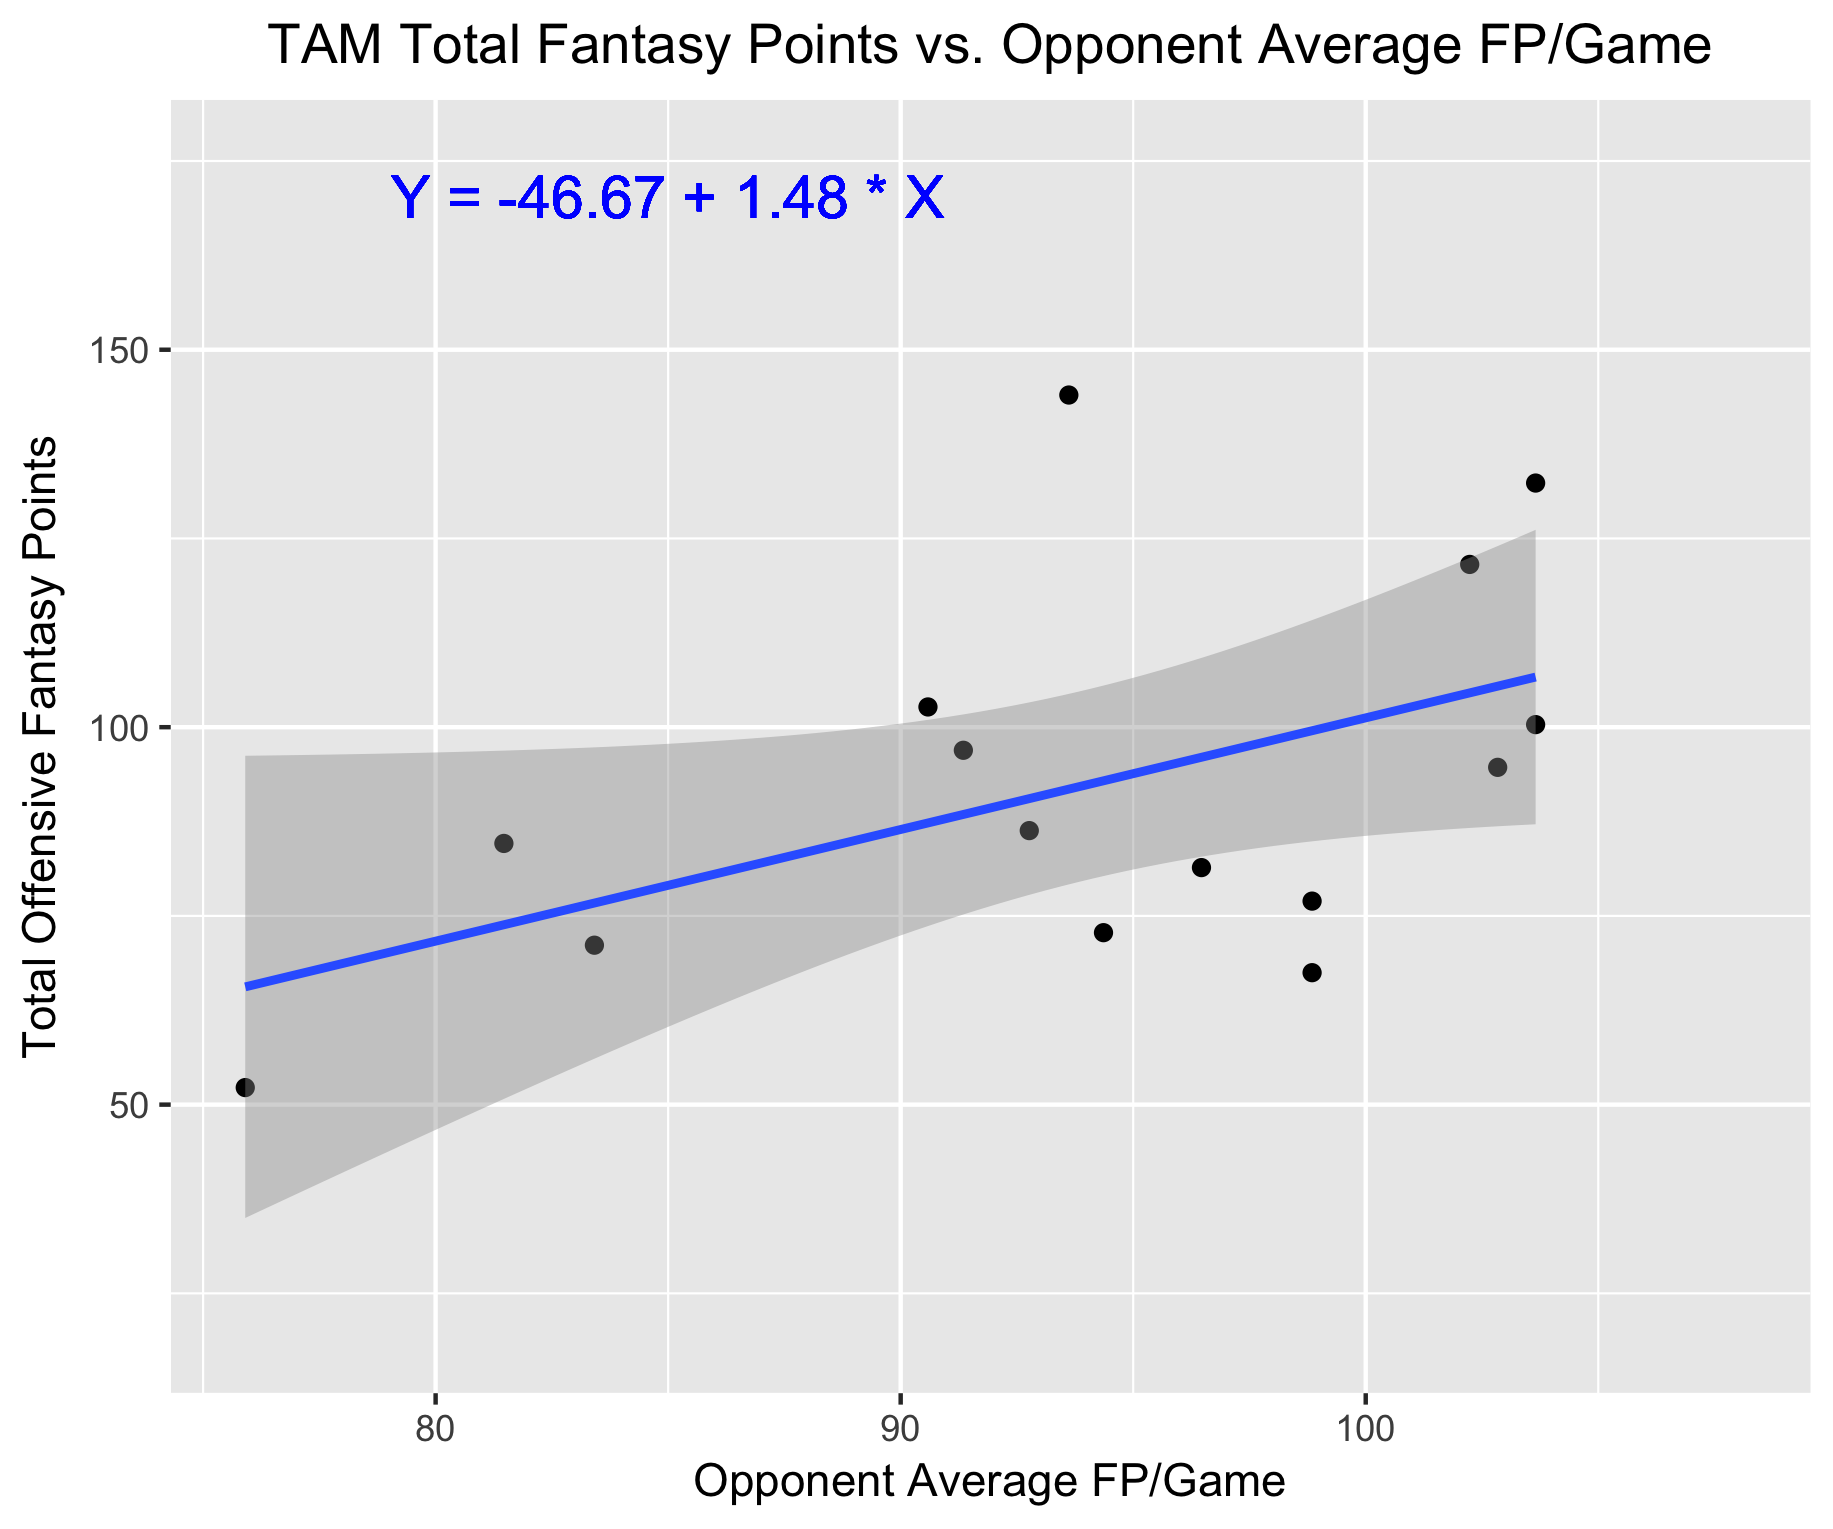 TAM Total Fantasy Points vs. Opponent Average FP/Game
Y = -46.67 + 1.48 * X
Total Offensive Fantasy Points
150
100
50
80
90
100
Opponent Average FP/Game